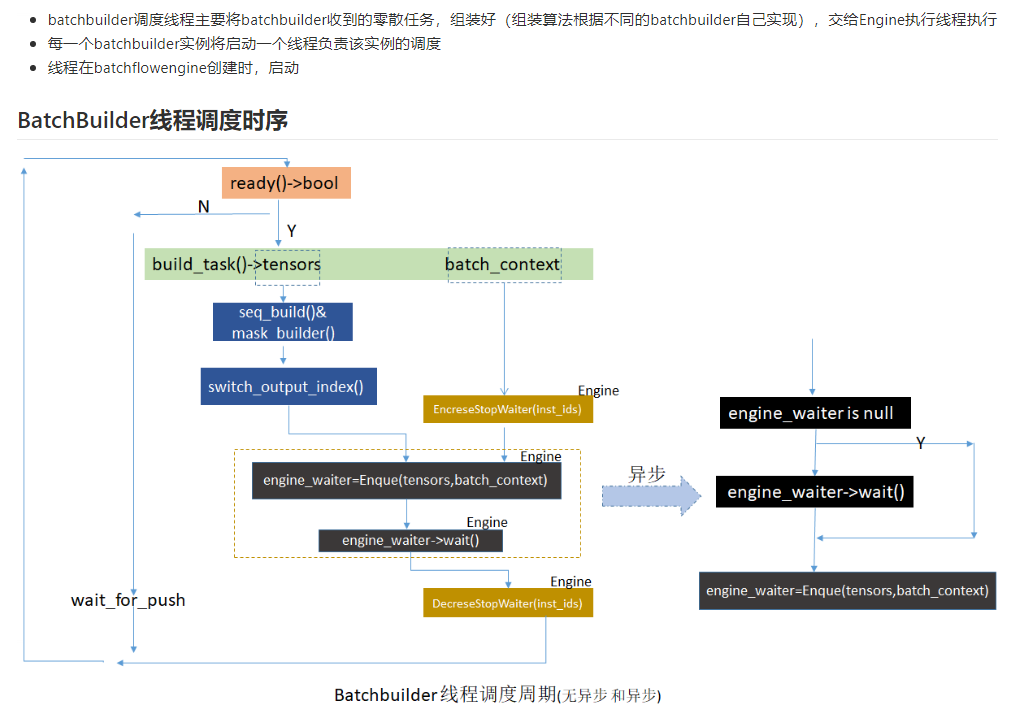 batchbuilder调度线程主要将batchbuilder收到的零散任务，组装好（组装算法根据不同的batchbuilder自己实现），交给Engine执行线程执行
每一个batchbuilder实例将启动一个线程负责该实例的调度
线程在batchflowengine创建时，启动
BatchBuilder线程调度时序
ready()->bool
N
Y
build_task()->tensors
batch_context
seq_build()&
mask_builder()
switch_output_index()
Engine
EncreseStopWaiter(inst_ids)
Engine
engine_waiter=Enque(tensors,batch_context)
Engine
engine_waiter->wait()
Engine
DecreseStopWaiter(inst_ids)
wait_for_push
异步
engine_waiter is null
Y
engine_waiter->wait()
engine_waiter=Enque(tensors,batch_context)
Batchbuilder线程调度周期(无异步和异步)